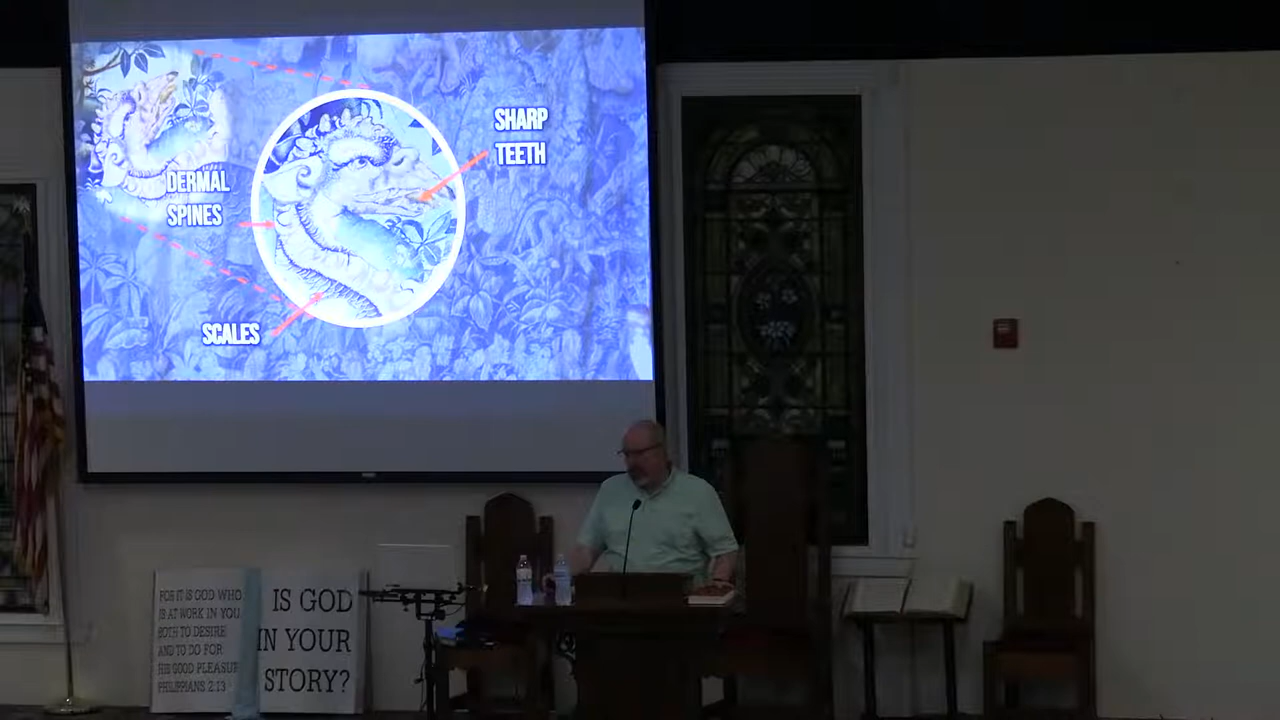 SHARP
TEETH
DERMAL
SPINES
SCALES
FOR IT IS GOD WHO
IS AT WORK IN YOU,
BOTH TO DESIRE
AND TO DO FOR
HIS GOOD PLEASURE
PHILIPPIANS 2:13
IS GOD
IN YOUR
STORY?